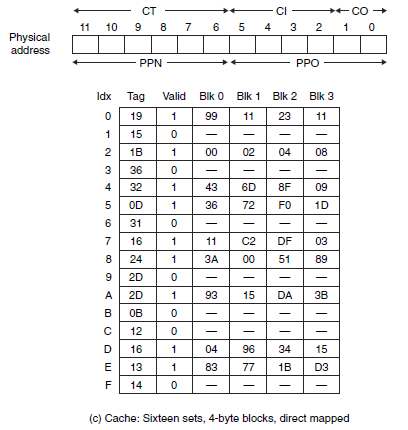 CT CI CO
11 10 9 8 7 6 5 4 3 2 1 0
Physical
address
PPN PPO
Idx Tag Valid Blk 0 Blk 1 Blk 2 Blk 3
0 19 1 99 11 23 11
1 15 0 — — — —
2 1B 1 00 02 04 08
3 36 0 — — — —
4 32 1 43 6D 8F 09
5 0D 1 36 72 F0 1D
6 31 0 — — — —
7 16 1 11 C2 DF 03
8 24 1 3A 00 51 89
9 2D 0 — — — —
A 2D 1 93 15 DA 3B
B 0B 0 — — — —
C 12 0 — — — —
D 16 1 04 96 34 15
E 13 1 83 77 1B D3
F 14 0 — — — —
(c) Cache: Sixteen sets, 4-byte blocks, direct mapped